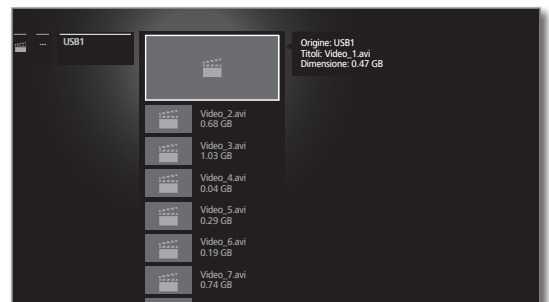 ... USB1
Origine: USB1
Titoli: Video_1.avi
Dimensione: 0.47 GB
Video_2.avi
0.68 GB
Video_3.avi
1.03 GB
Video_4.avi
0.04 GB
Video_5.avi
0.29 GB
Video_6.avi
0.19 GB
Video_7.avi
0.74 GB